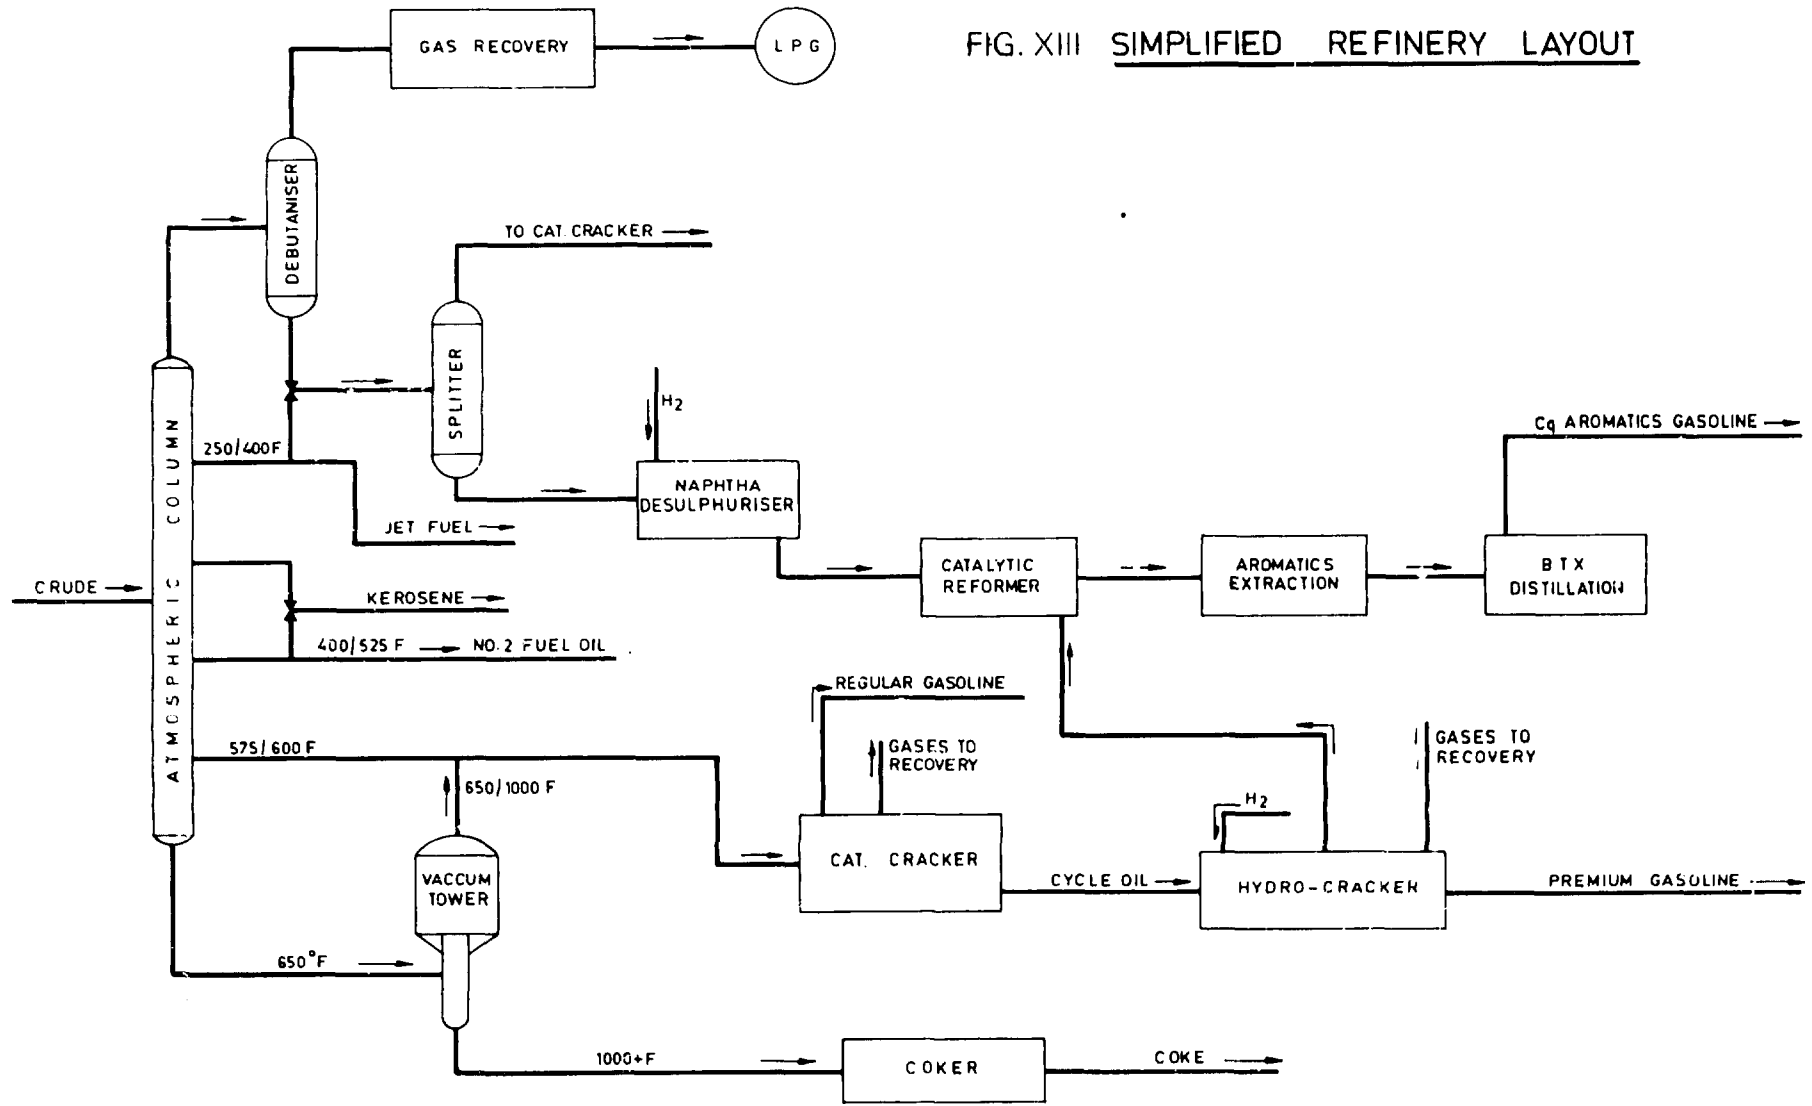 FIG. XIII SIMPLIFIED REFINERY LAYOUT
GAS RECOVERY
LPG
DEBUTANISER
TO CAT. CRACKER
SPLITTER
H2
250/400F
NAPHTHA
DESULPHURISER
JET FUEL
C9 AROMATICS GASOLINE
CATALYTIC
REFORMER
AROMATICS
EXTRACTION
BTX
DISTILLATION
CRUDE
ATMOSPHERIC COLUMN
KEROSENE
400/525 F
NO.2 FUEL OIL
REGULAR GASOLINE
575/600 F
GASES TO
RECOVERY
GASES TO
RECOVERY
650/1000 F
H2
VACCUM
TOWER
CAT. CRACKER
CYCLE OIL
HYDRO-CRACKER
PREMIUM GASOLINE
650°F
1000+F
COKER
COKE